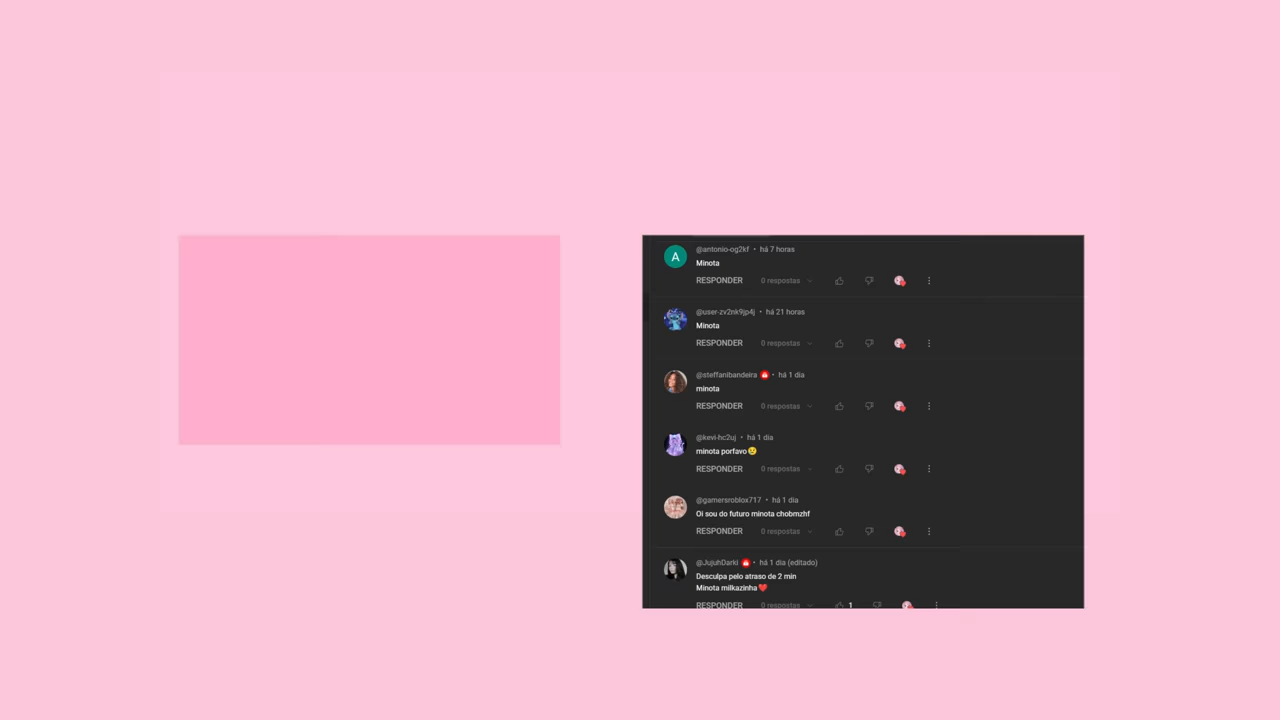 A
@antonio-og2kf • há 7 horas
Minota
RESPONDER 0 respostas
@user-zv2nk9jp4j • há 21 horas
Minota
RESPONDER 0 respostas
@steffanibandeira • há 1 dia
minota
RESPONDER 0 respostas
@kevi-hc2uj • há 1 dia
minota porfavo😢
RESPONDER 0 respostas
@gamersroblox717 • há 1 dia
Oi sou do futuro minota chobmzhf
RESPONDER 0 respostas
@JujuhDarki • há 1 dia (editado)
Desculpa pelo atraso de 2 min
Minota milkazinha❤️
RESPONDER 0 respostas 1